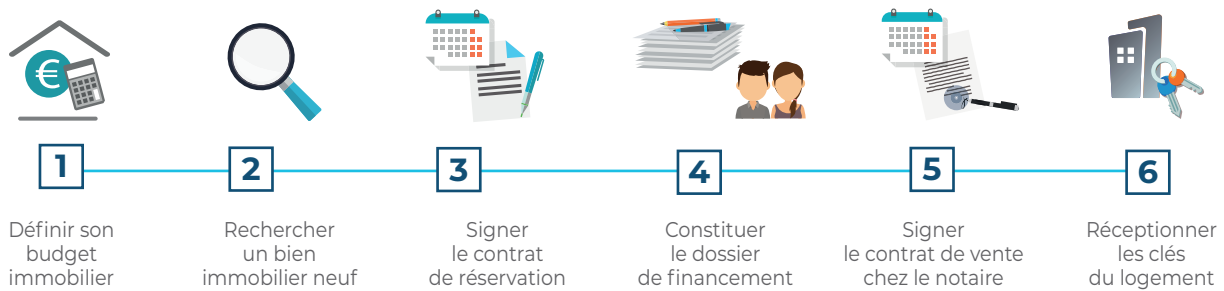 €
1
2
3
4
5
6
Définir son
budget
immobilier
Rechercher
un bien
immobilier neuf
Signer
le contrat
de réservation
Constituer
le dossier
de financement
Signer
le contrat de vente
chez le notaire
Réceptionner
les clés
du logement